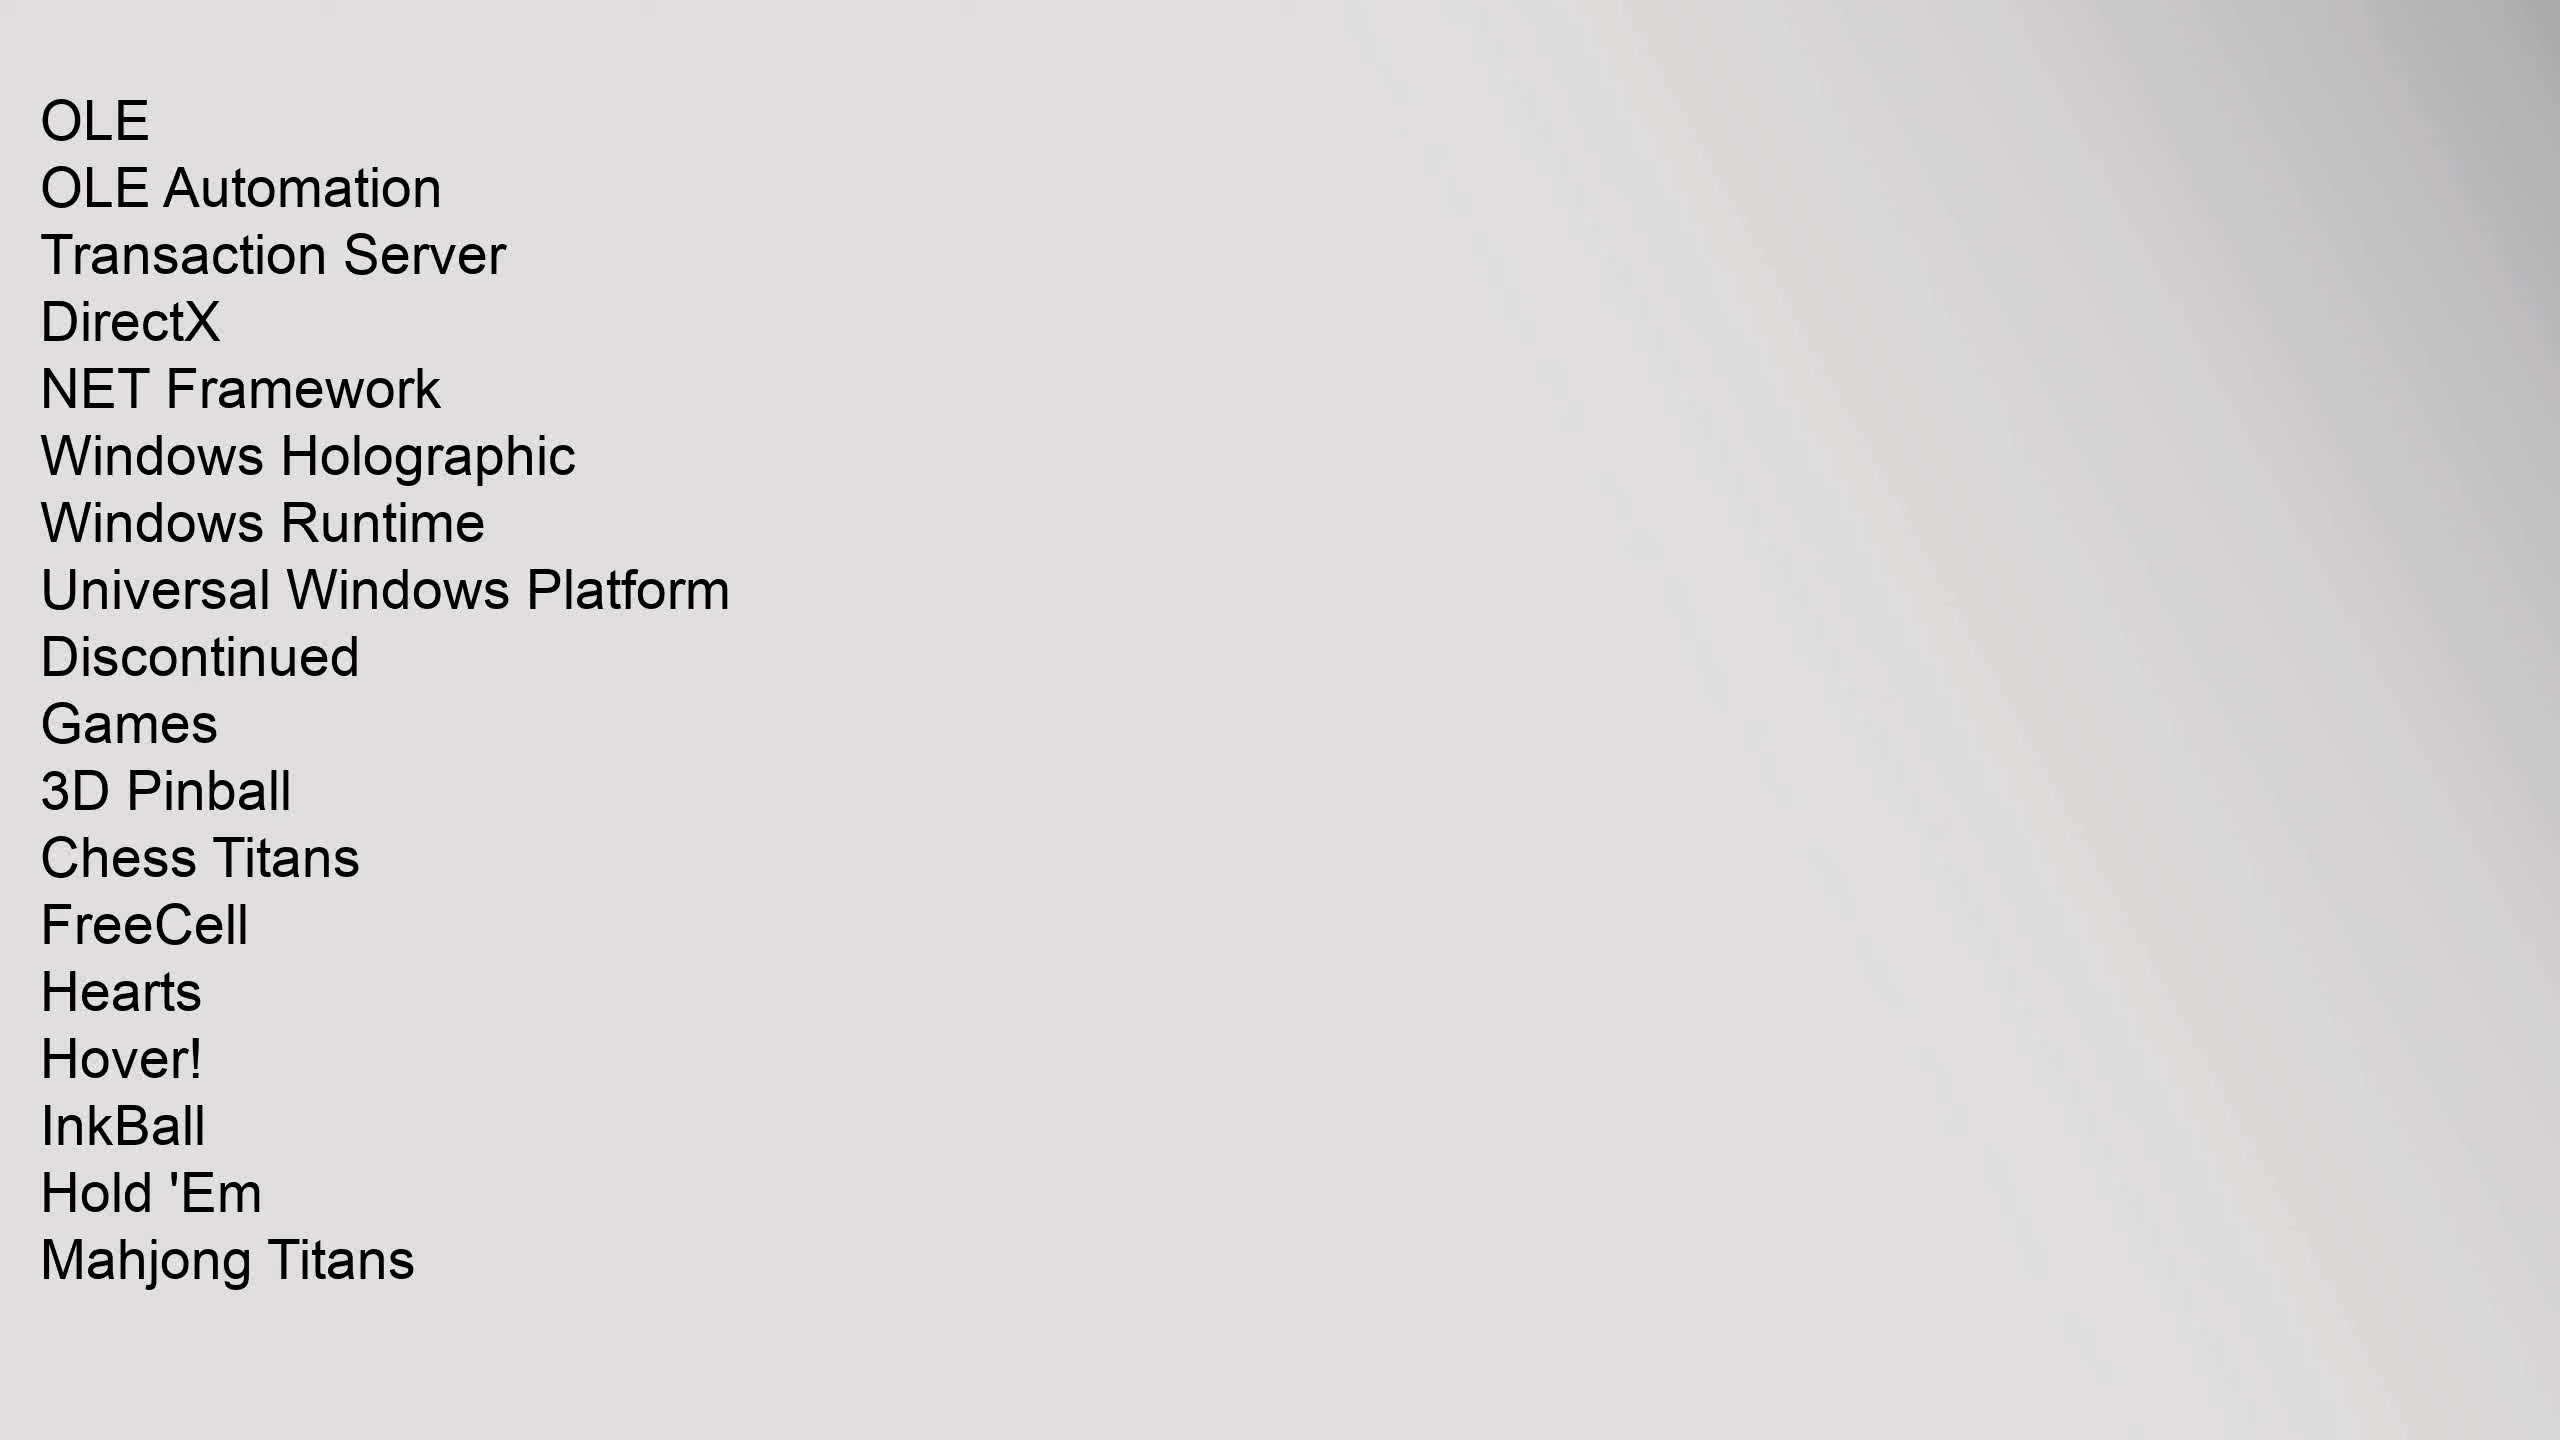 OLE
OLE Automation
Transaction Server
DirectX
NET Framework
Windows Holographic
Windows Runtime
Universal Windows Platform
Discontinued
Games
3D Pinball
Chess Titans
FreeCell
Hearts
Hover!
InkBall
Hold 'Em
Mahjong Titans